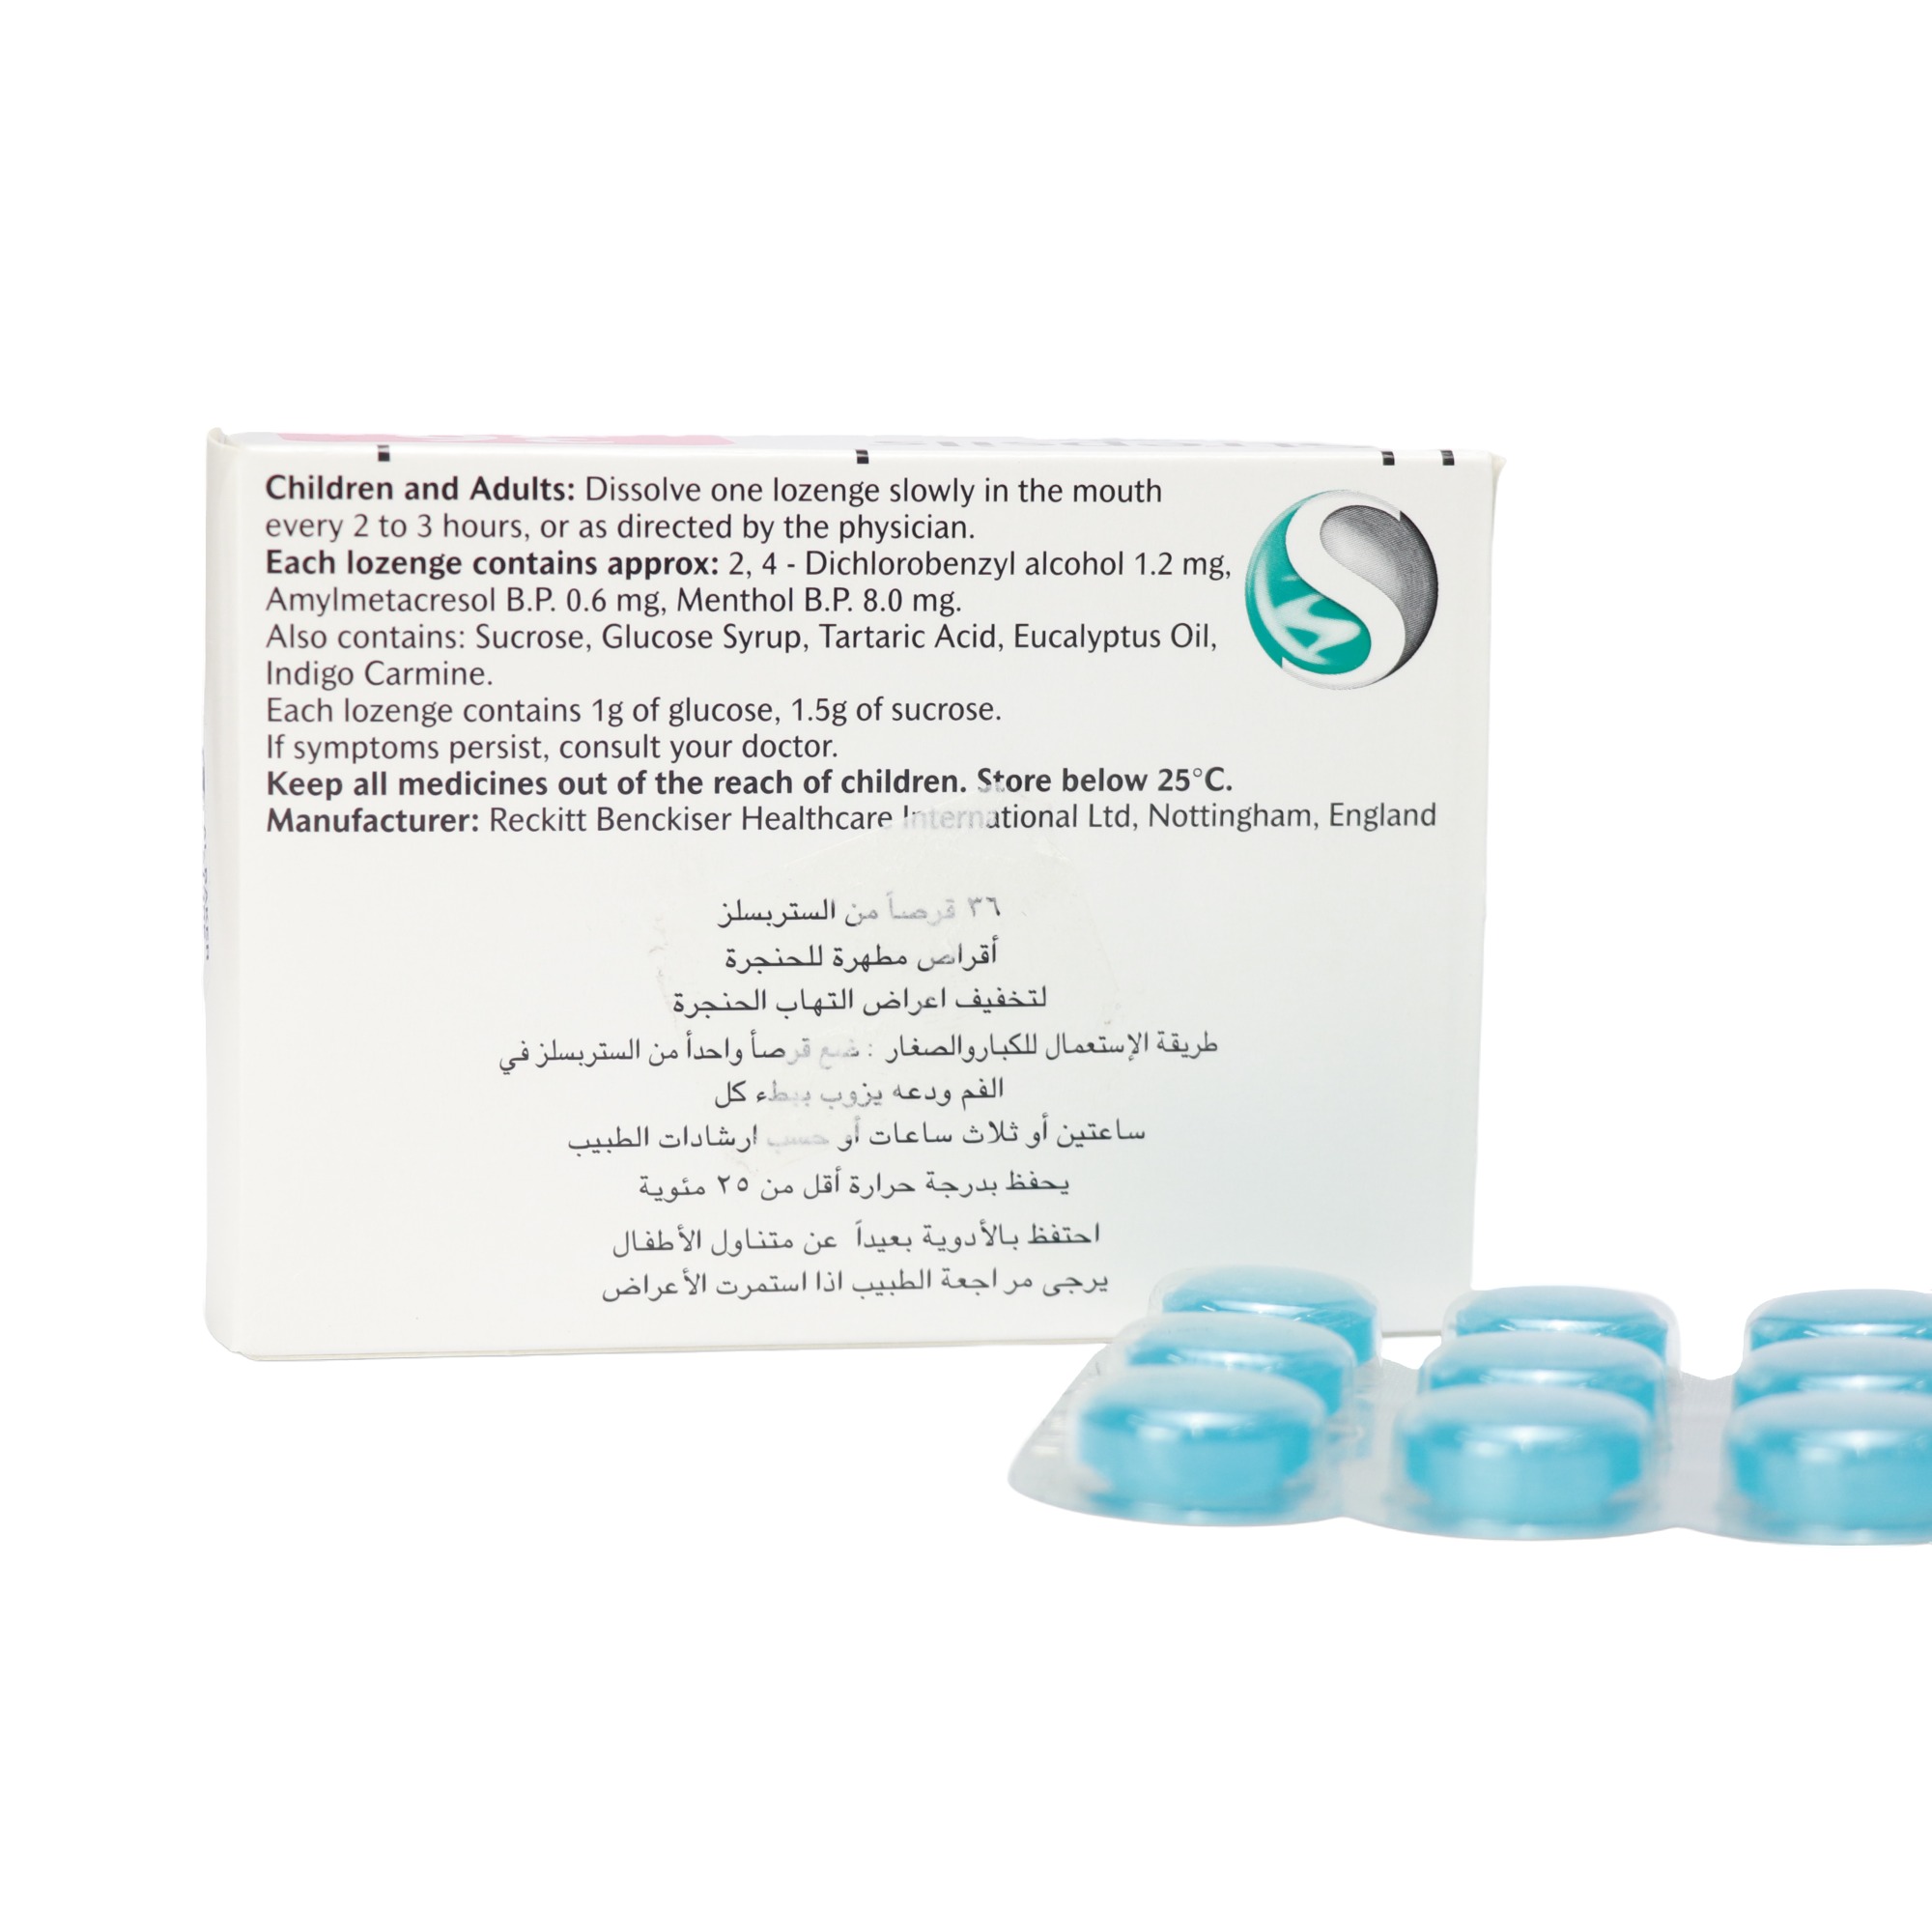 Children and Adults: Dissolve one lozenge slowly in the mouth
every 2 to 3 hours, or as directed by the physician.
Each lozenge contains approx: 2, 4 - Dichlorobenzyl alcohol 1.2 mg,
Amylmetacresol B.P. 0.6 mg, Menthol B.P. 8.0 mg.
Also contains: Sucrose, Glucose Syrup, Tartaric Acid, Eucalyptus Oil,
Indigo Carmine.
Each lozenge contains 1g of glucose, 1.5g of sucrose.
If symptoms persist, consult your doctor.
Keep all medicines out of the reach of children. Store below 25°C.
Manufacturer: Reckitt Benckiser Healthcare International Ltd, Nottingham, England
٣٦ قرصاً من الستربسلز
أقراص مطهرة للحنجرة
لتخفيف اعراض التهاب الحنجرة
طريقة الإستعمال للكباروالصغار : ضع قرصأ واحدأ من الستربسلز في
الفم ودعه يزوب ببطء كل
ساعتين أو ثلاث ساعات أو حسب ارشادات الطبيب
يحفظ بدرجة حرارة أقل من ٢٥ مئوية
احتفظ بالأدوية بعيداً عن متناول الأطفال
يرجى مراجعة الطبيب اذا استمرت الأعراض